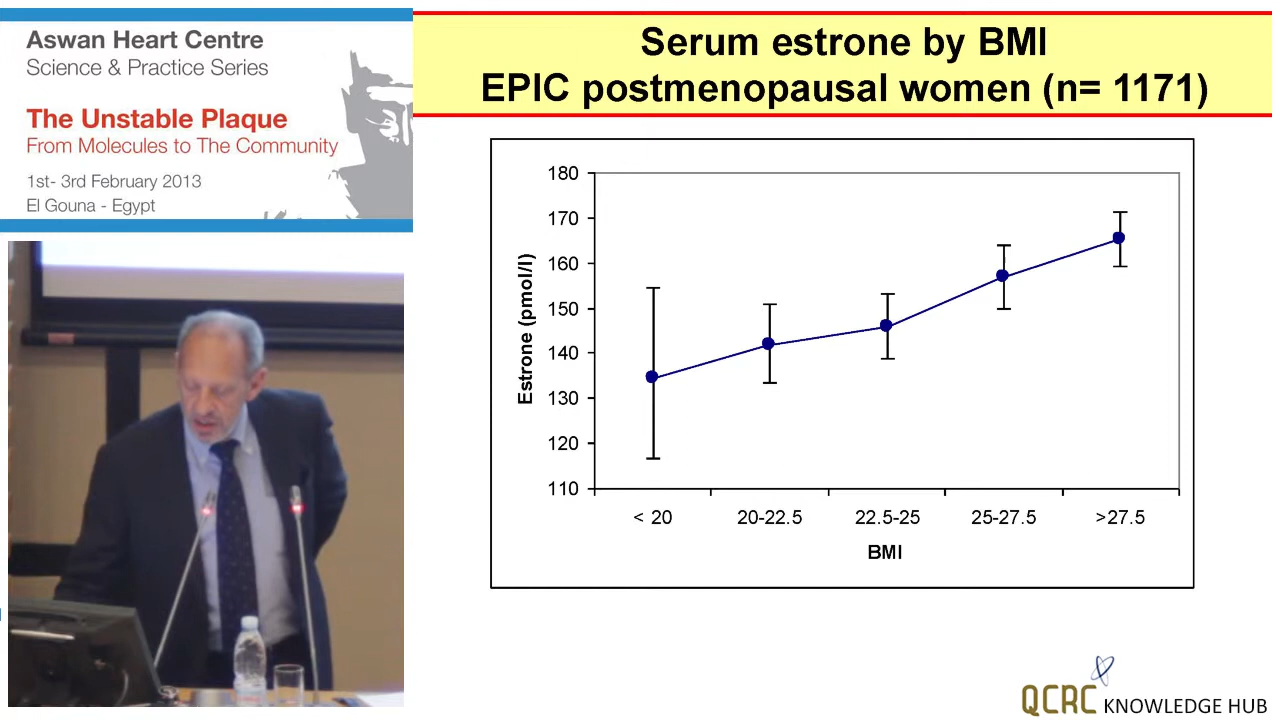 Aswan Heart Centre
Science & Practice Series
The Unstable Plaque
From Molecules to The Community
1st- 3rd February 2013
El Gouna - Egypt
Serum estrone by BMI
EPIC postmenopausal women (n= 1171)
Estrone (pmol/l)
180
170
160
150
140
130
120
110
< 20 20-22.5 22.5-25 25-27.5 >27.5
BMI
QCRC KNOWLEDGE HUB